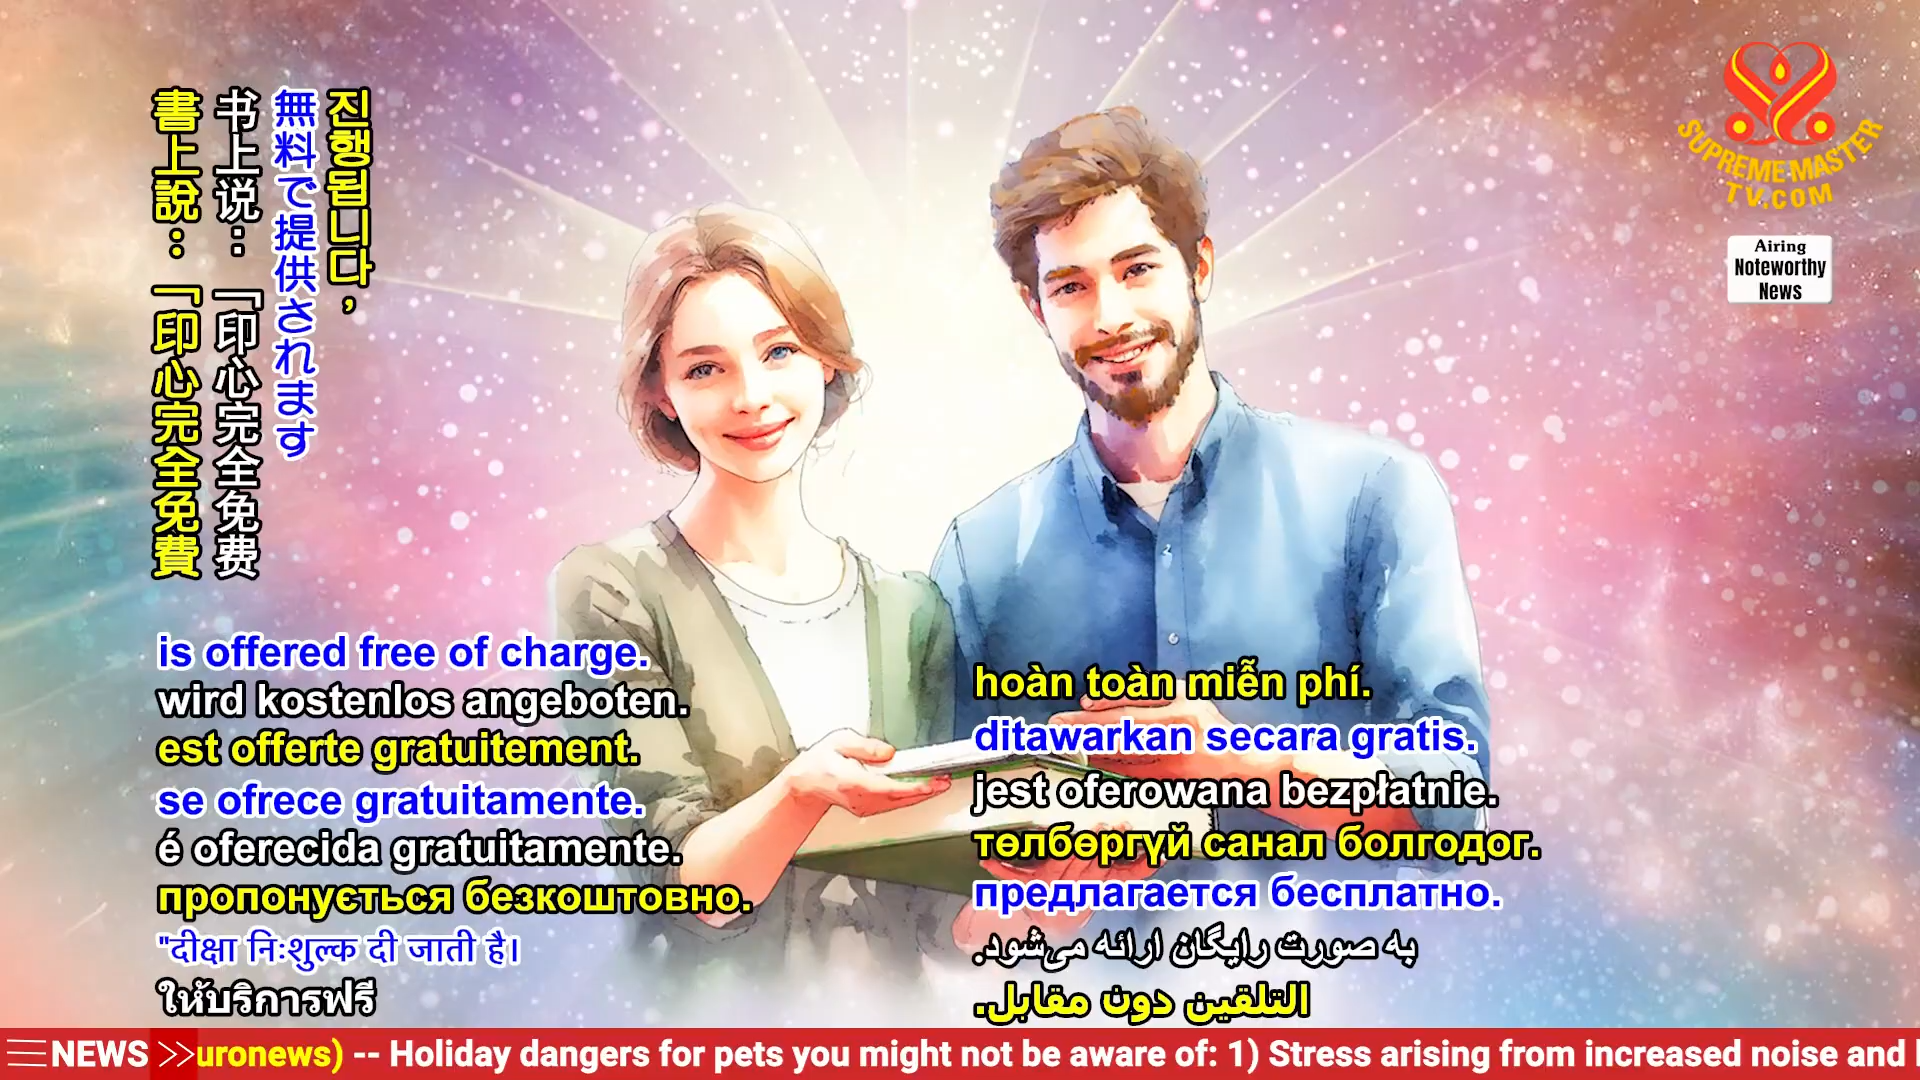 진행됩니다,
無料で提供されます
书上说…「印心完全免费
書上說…「印心完全免費
is offered free of charge.
wird kostenlos angeboten.
est offerte gratuitement.
se ofrece gratuitamente.
é oferecida gratuitamente.
пропонується безкоштовно.
"दीक्षा निःशुल्क दी जाती है।
ให้บริการฟรี
hoàn toàn miễn phí.
ditawarkan secara gratis.
jest oferowana bezpłatnie.
төлбөргүй санал болгодог.
предлагается бесплатно.
به صورت رایگان ارائه می‌شود.
التلقين دون مقابل.
SUPREME MASTER
TV.COM
Airing
Noteworthy
News
NEWS uronews) -- Holiday dangers for pets you might not be aware of: 1) Stress arising from increased noise and